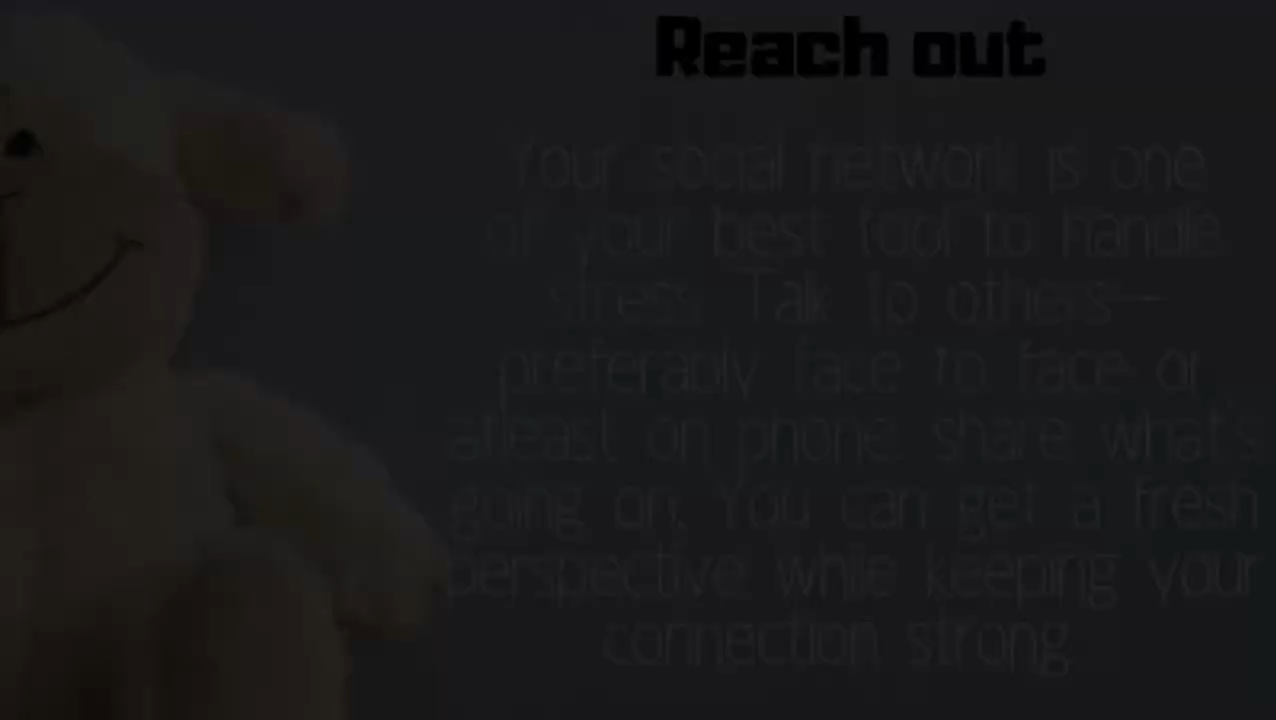 Reach out
Your social network is one
of your best tool to handle
stress. Talk to others—
preferably face to face or
atleast on phone. share what's
going on. You can get a fresh
perspective while keeping your
connection strong